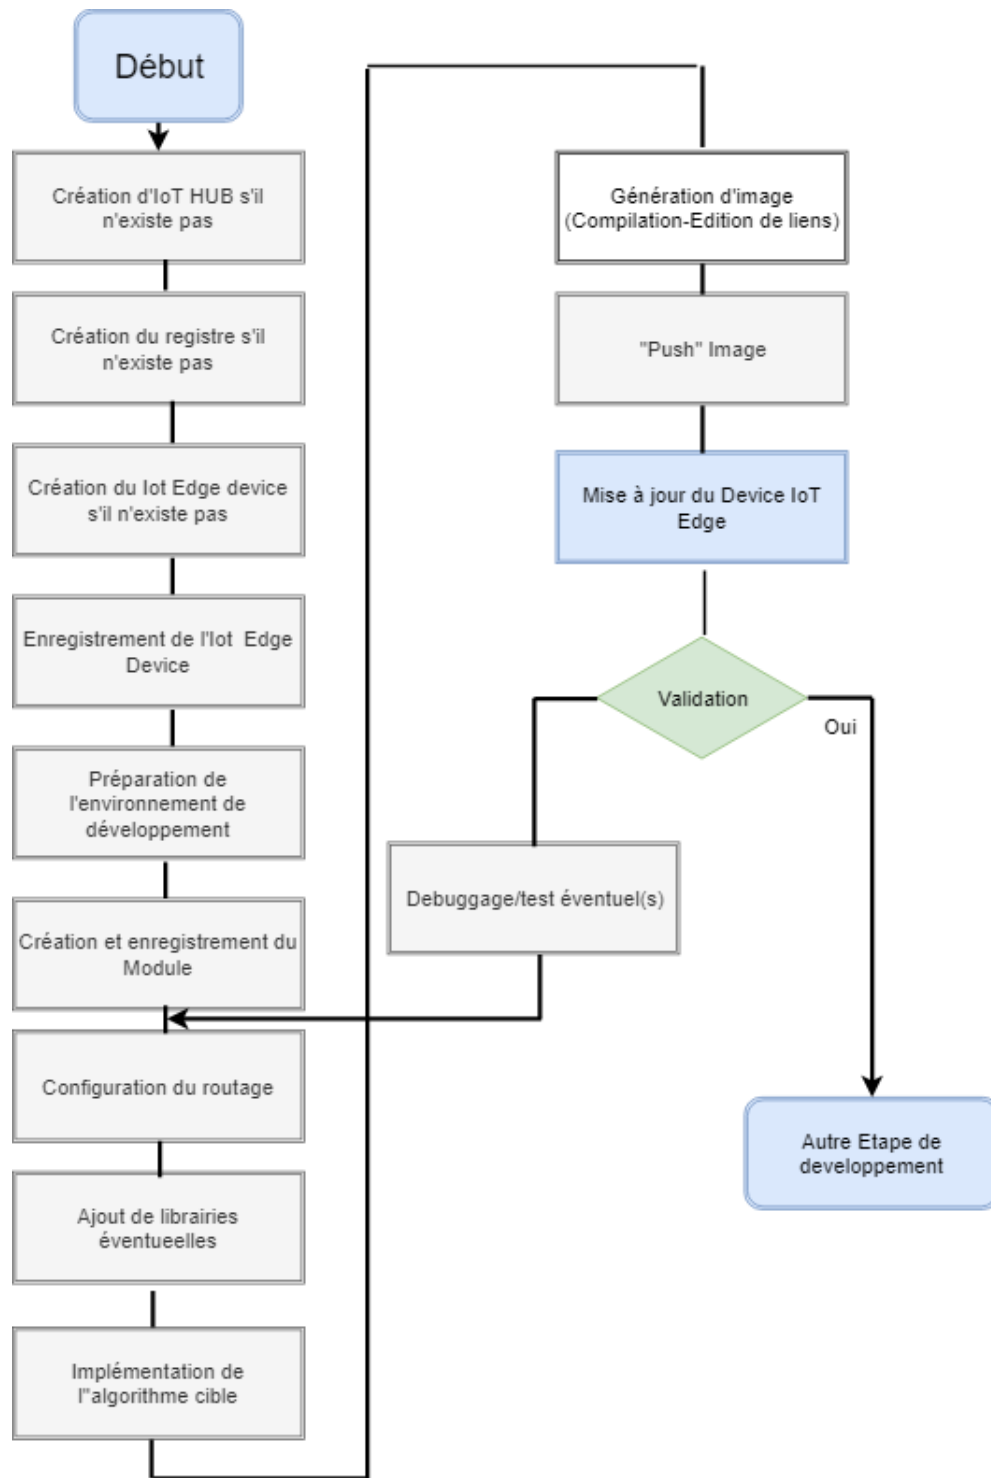 Début
Création d'IoT HUB s'il
n'existe pas
Création du registre s'il
n'existe pas
Création du Iot Edge device
s'il n'existe pas
Enregistrement de l'Iot Edge
Device
Préparation de
l'environnement de
développement
Création et enregistrement du
Module
Configuration du routage
Ajout de librairies
éventueelles
Implémentation de
l''algorithme cible
Génération d'image
(Compilation-Edition de liens)
"Push" Image
Mise à jour du Device IoT
Edge
Validation
Oui
Debuggage/test éventuel(s)
Autre Etape de
developpement